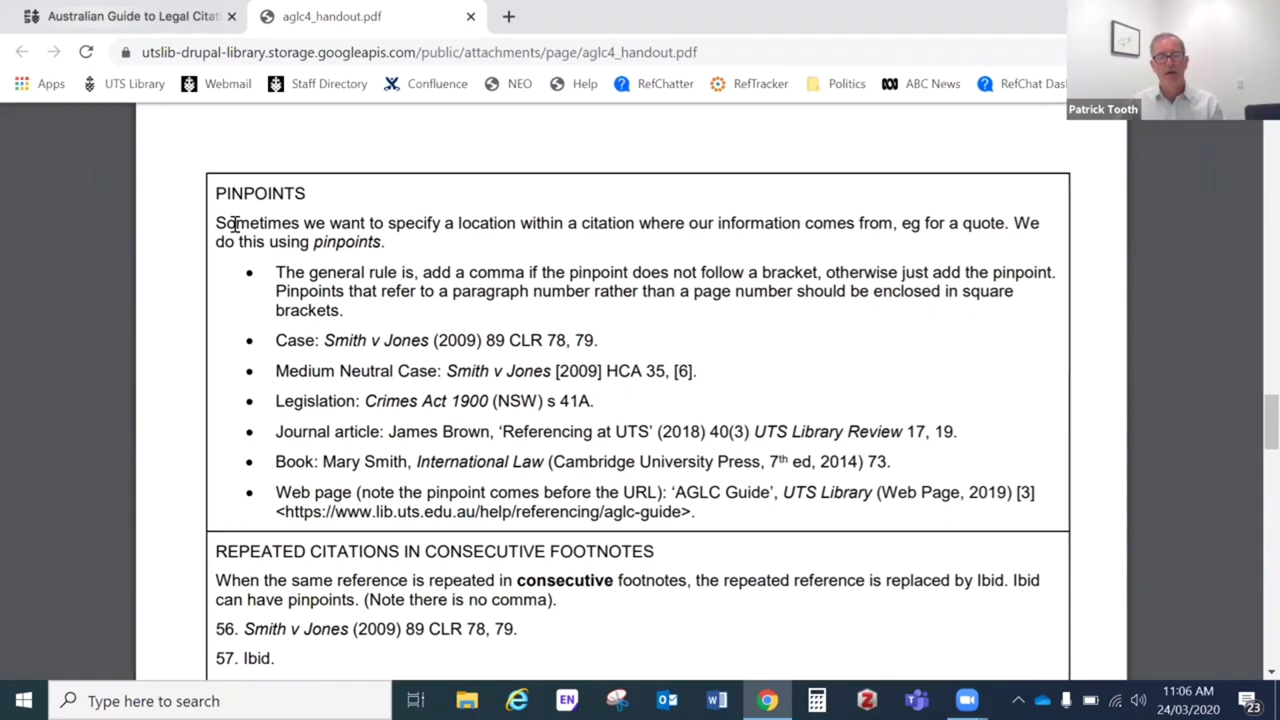 Australian Guide to Legal Citati
aglc4_handout.pdf
utslib-drupal-library.storage.googleapis.com/public/attachments/page/aglc4_handout.pdf
Apps UTS Library Webmail Staff Directory Confluence NEO Help RefChatter RefTracker Politics ABC News RefChat Das
Patrick Tooth
PINPOINTS
Sometimes we want to specify a location within a citation where our information comes from, eg for a quote. We
do this using pinpoints.
• The general rule is, add a comma if the pinpoint does not follow a bracket, otherwise just add the pinpoint.
Pinpoints that refer to a paragraph number rather than a page number should be enclosed in square
brackets.
• Case: Smith v Jones (2009) 89 CLR 78, 79.
• Medium Neutral Case: Smith v Jones [2009] HCA 35, [6].
• Legislation: Crimes Act 1900 (NSW) s 41A.
• Journal article: James Brown, ‘Referencing at UTS’ (2018) 40(3) UTS Library Review 17, 19.
• Book: Mary Smith, International Law (Cambridge University Press, 7th ed, 2014) 73.
• Web page (note the pinpoint comes before the URL): ‘AGLC Guide’, UTS Library (Web Page, 2019) [3]
<https://www.lib.uts.edu.au/help/referencing/aglc-guide>.
REPEATED CITATIONS IN CONSECUTIVE FOOTNOTES
When the same reference is repeated in consecutive footnotes, the repeated reference is replaced by Ibid. Ibid
can have pinpoints. (Note there is no comma).
56. Smith v Jones (2009) 89 CLR 78, 79.
57. Ibid.
Type here to search
EN
11:06 AM
24/03/2020
23